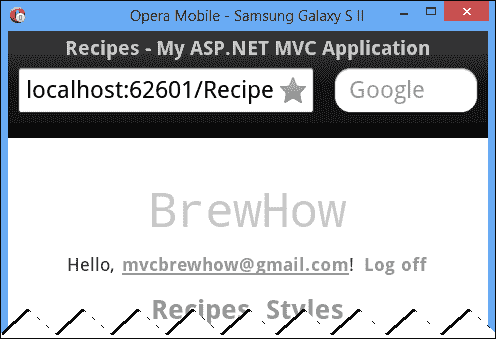 Opera Mobile - Samsung Galaxy S II
Recipes - My ASP.NET MVC Application
localhost:62601/Recipe Google
BrewHow
Hello, mvcbrewhow@gmail.com! Log off
Recipes Styles